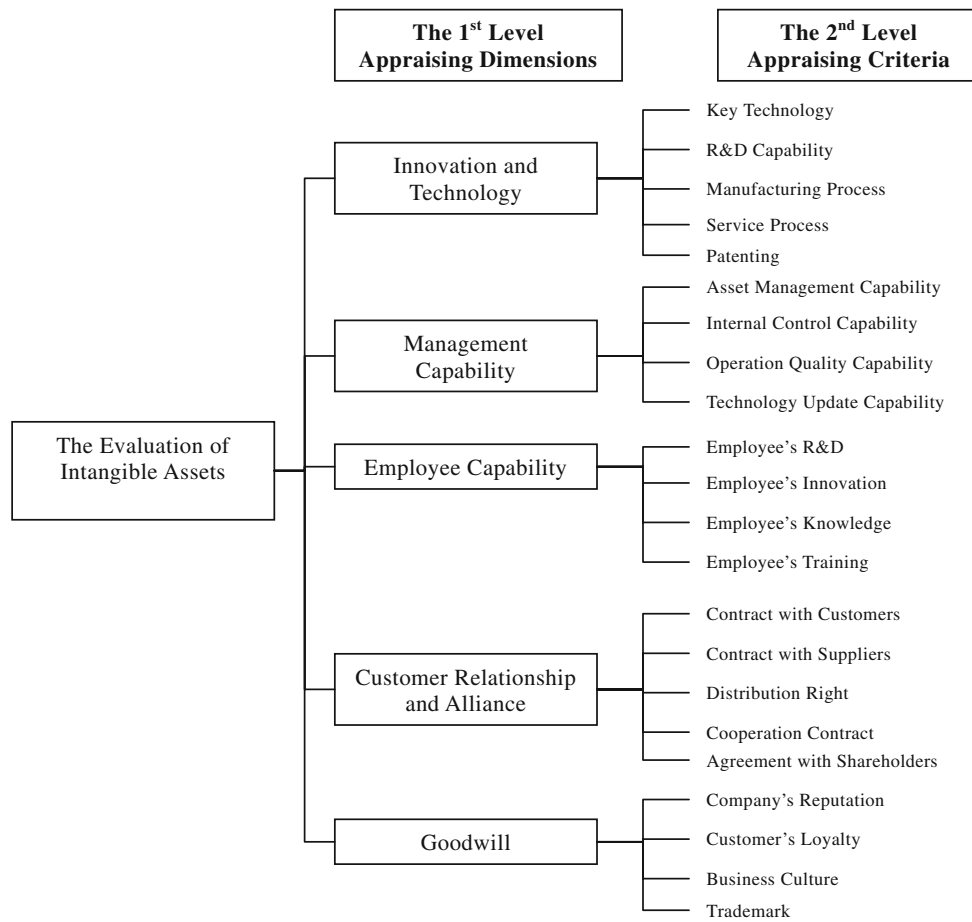 The 1st Level
Appraising Dimensions
The 2nd Level
Appraising Criteria
The Evaluation of
Intangible Assets
Innovation and
Technology
Key Technology
R&D Capability
Manufacturing Process
Service Process
Patenting
Management
Capability
Asset Management Capability
Internal Control Capability
Operation Quality Capability
Technology Update Capability
Employee Capability
Employee’s R&D
Employee’s Innovation
Employee’s Knowledge
Employee’s Training
Customer Relationship
and Alliance
Contract with Customers
Contract with Suppliers
Distribution Right
Cooperation Contract
Agreement with Shareholders
Goodwill
Company’s Reputation
Customer’s Loyalty
Business Culture
Trademark